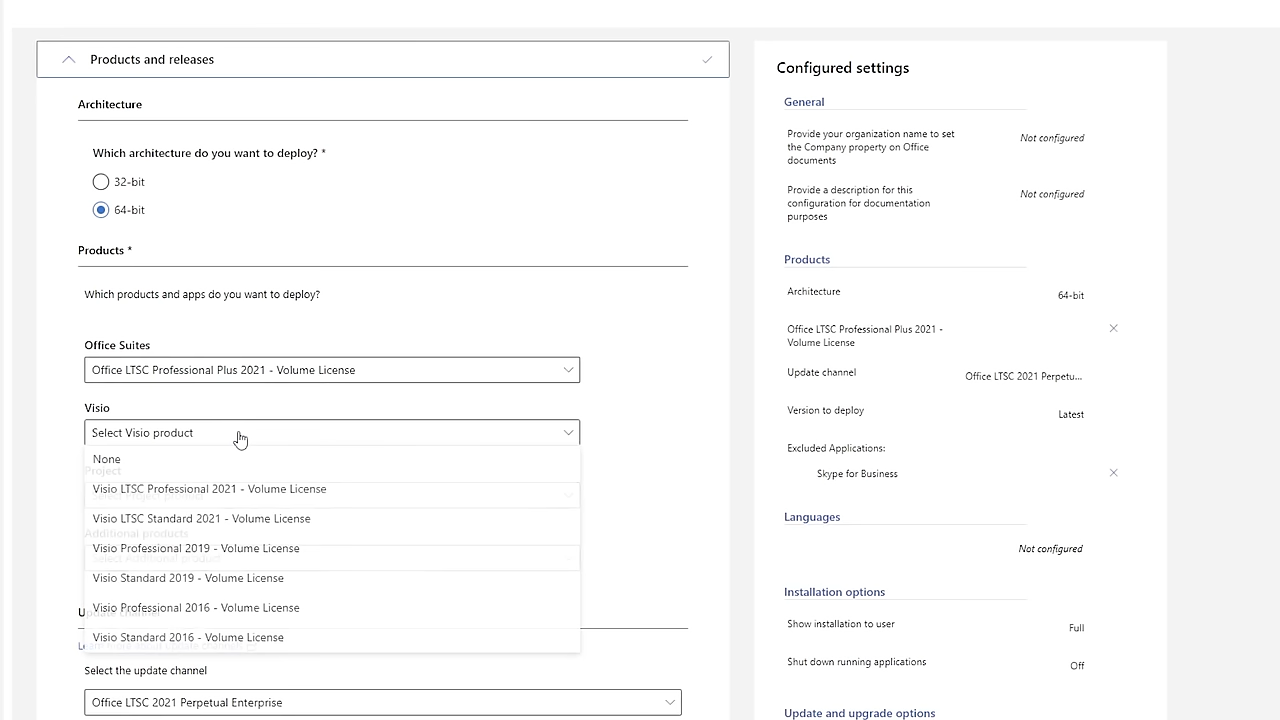 Products and releases
Architecture
Which architecture do you want to deploy? *
32-bit
64-bit
Products *
Which products and apps do you want to deploy?
Office Suites
Office LTSC Professional Plus 2021 - Volume License
Visio
Select Visio product
None
Project
Visio LTSC Professional 2021 - Volume License
Visio LTSC Standard 2021 - Volume License
Additional products
Visio Professional 2019 - Volume License
Visio Standard 2019 - Volume License
Visio Professional 2016 - Volume License
Visio Standard 2016 - Volume License
Select the update channel
Office LTSC 2021 Perpetual Enterprise
Configured settings
General
Provide your organization name to set
the Company property on Office
documents
Not configured
Provide a description for this
configuration for documentation
purposes
Not configured
Products
Architecture
64-bit
Office LTSC Professional Plus 2021 -
Volume License
Update channel
Office LTSC 2021 Perpetu...
Version to deploy
Latest
Excluded Applications:
Skype for Business
Languages
Not configured
Installation options
Show installation to user
Full
Shut down running applications
Off
Update and upgrade options